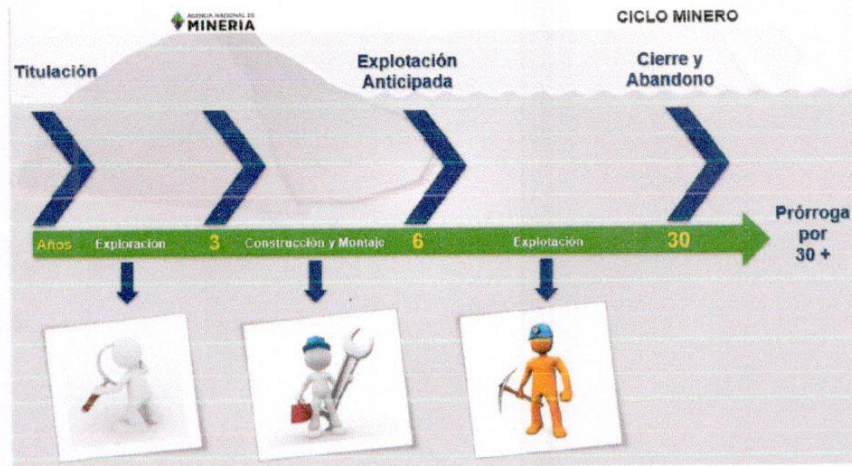 AGENCIA NACIONAL DE
MINERÍA
CICLO MINERO
Titulación
Explotación
Anticipada
Cierre y
Abandono
Años Exploración 3 Construcción y Montaje 6 Explotación 30
Prórroga
por
30 +